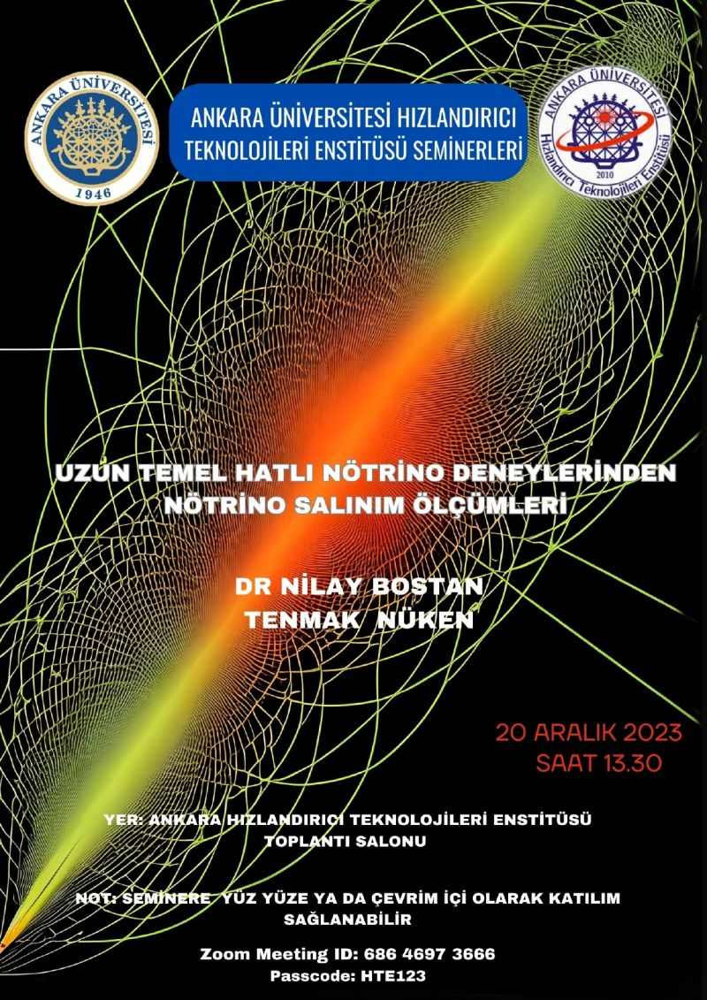 ANKARA ÜNİVERSİTESİ
1946
ANKARA ÜNİVERSİTESİ HIZLANDIRICI
TEKNOLOJİLERİ ENSTİTÜSÜ SEMİNERLERİ
ANKARA ÜNİVERSİTESİ
2010
Hızlandırıcı Teknolojileri Enstitüsü
UZUN TEMEL HATLI NÖTRİNO DENEYLERİNDEN
NÖTRİNO SALINIM ÖLÇÜMLERİ
DR NİLAY BOSTAN
TENMAK NÜKEN
20 ARALIK 2023
SAAT 13.30
YER: ANKARA HIZLANDIRICI TEKNOLOJİLERİ ENSTİTÜSÜ
TOPLANTI SALONU
NOT: SEMİNERE YÜZ YÜZE YA DA ÇEVRİM İÇİ OLARAK KATILIM
SAĞLANABİLİR
Zoom Meeting ID: 686 4697 3666
Passcode: HTE123